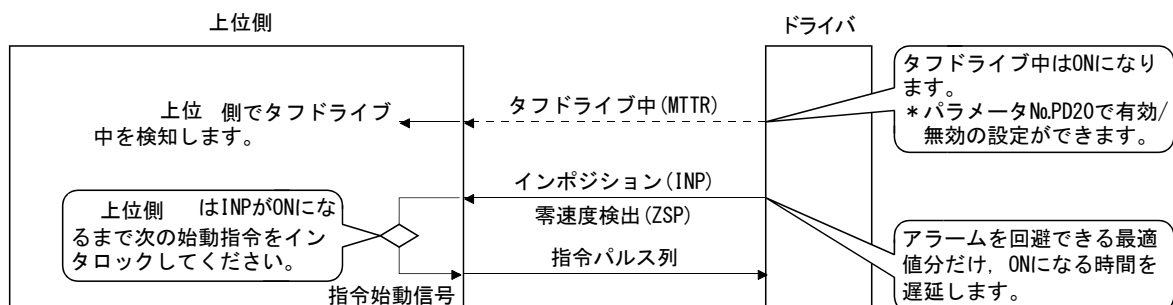 上位側
ドライバ
上位 側でタフドライブ
中を検知します。
タフドライブ中(MTTR)
タフドライブ中はONになり
ます。
*パラメータNo.PD20で有効/
無効の設定ができます。
上位側 はINPがONにな
るまで次の始動指令をイン
タロックしてください。
インポジション(INP)
零速度検出(ZSP)
指令パルス列
指令始動信号
アラームを回避できる最適
値分だけ, ONになる時間を
遅延します。